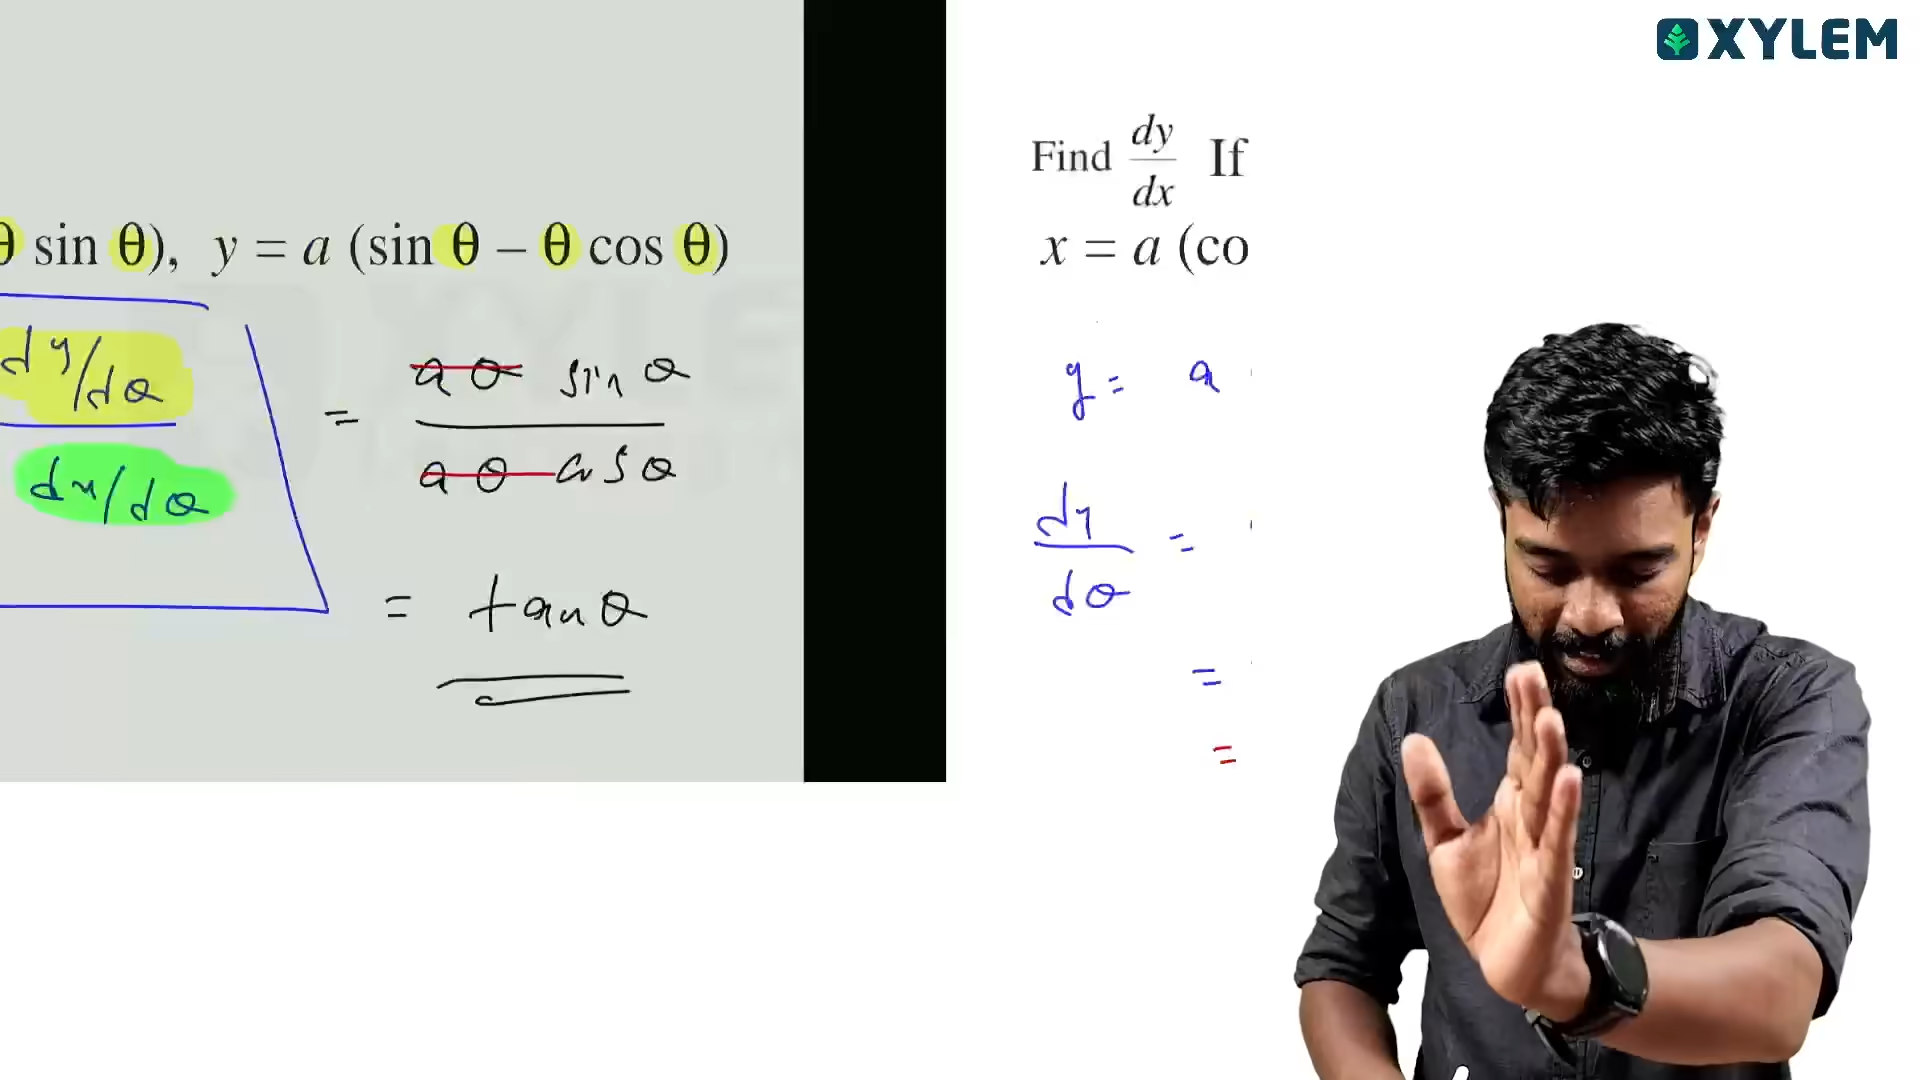 XYLEM
θ sin θ), y = a (sin θ – θ cos θ)
dy/dθ
dx/dθ
= aθ sin θ / aθ cos θ
= tan θ
Find dy/dx If
x = a (co
y = a
dy/dθ =
=
=